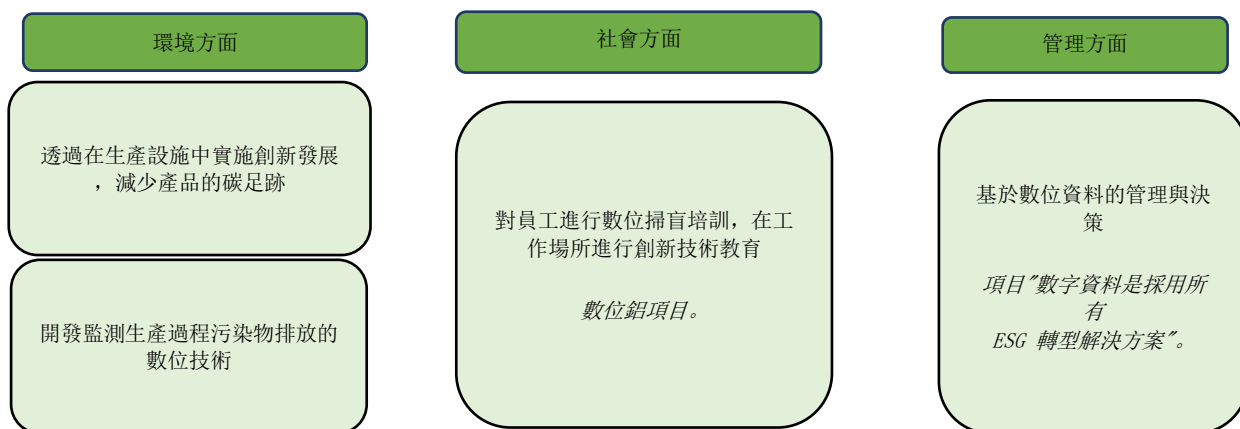 環境方面
透過在生產設施中實施創新發展
，減少產品的碳足跡
開發監測生產過程污染物排放的
數位技術
社會方面
對員工進行數位掃盲培訓，在工
作場所進行創新技術教育
數位鋁項目。
管理方面
基於數位資料的管理與決
策
項目"數字資料是採用所
有
ESG 轉型解決方案"。